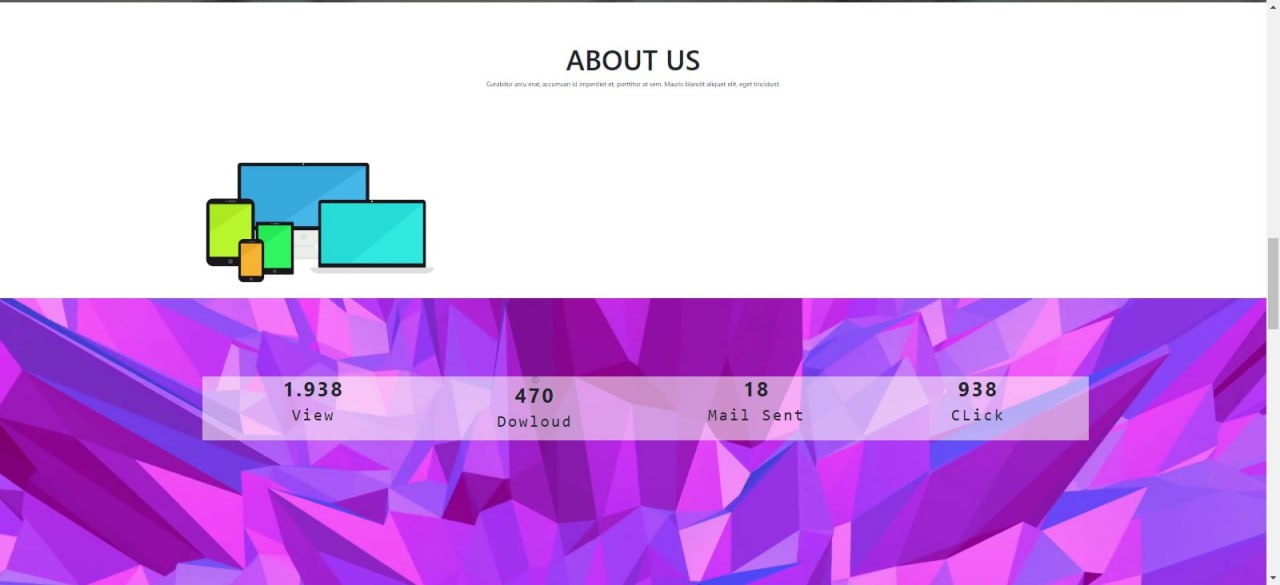 ABOUT US
Curabitur arcu erat, accumsan id imperdiet et, porttitor at sem. Mauris blandit aliquet elit, eget tincidunt.
1.938
View
470
Dowloud
18
Mail Sent
938
CLick